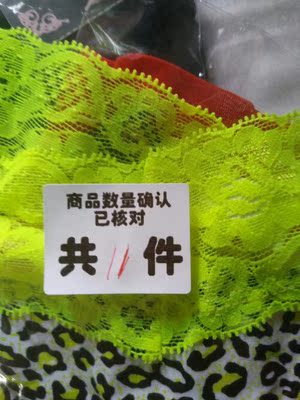 商品数量确认
已核对
共 11 件